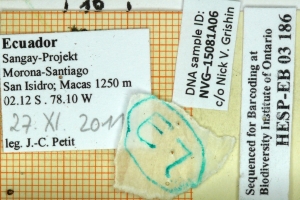 Ecuador
Sangay-Projekt
Morona-Santiago
San Isidro; Macas 1250 m
02.12 S . 78.10 W
27. XI. 2011
leg. J.-C. Petit
DNA sample ID:
NVG-15081A06
c/o Nick V. Grishin
Sequenced for Barcoding at
Biodiversity Institute of Ontario
HESP-EB 03 186